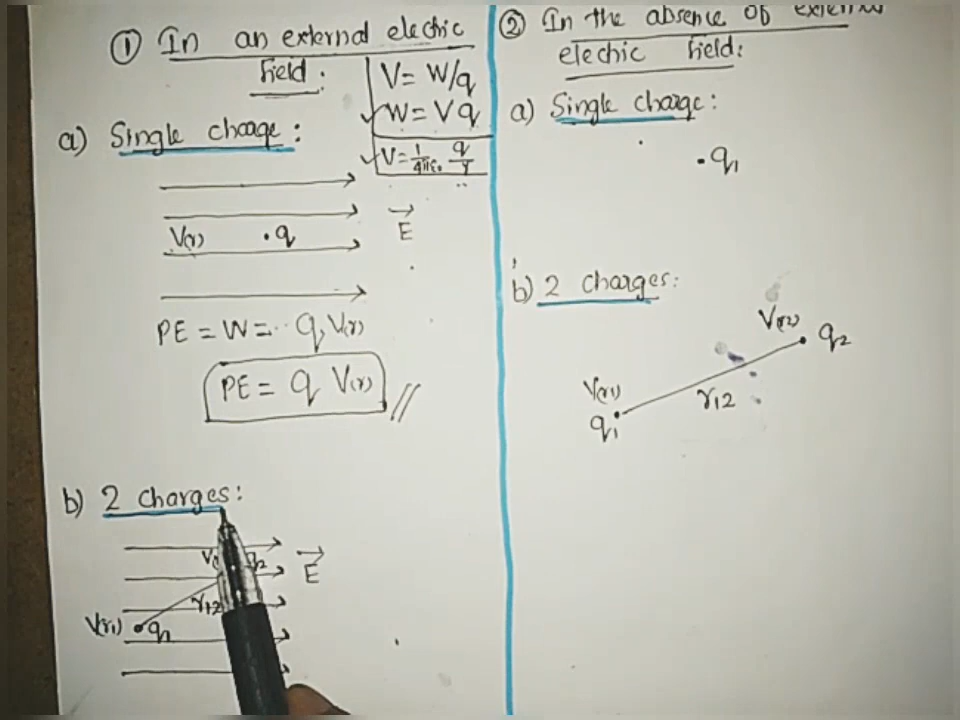 ① In an external electric
field.
V = W/q
W = Vq
V = 1/4πε₀ q/r
a) Single charge:
V(r) . q
E
PE = W = q V(r)
PE = q V(r) //
b) 2 charges:
q2
E
r12
V(r1) q1
② In the absence of external
electric field:
a) Single charge:
. q1
b) 2 charges:
V(r2) q2
V(r1)
r12
q1